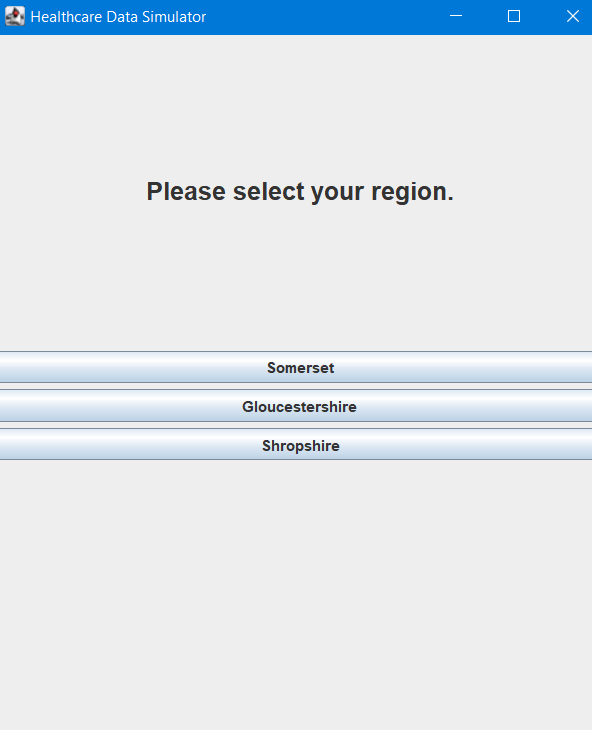 Healthcare Data Simulator
Please select your region.
Somerset
Gloucestershire
Shropshire